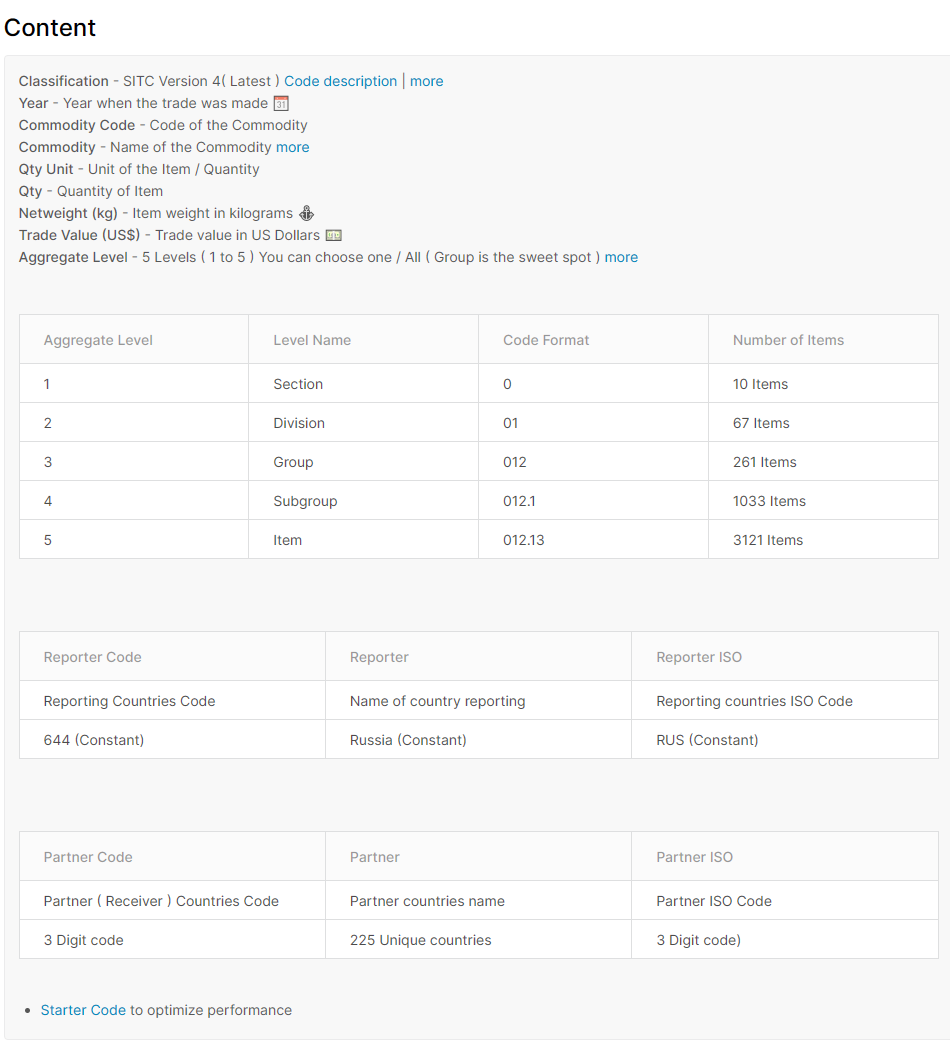 Content
Classification - SITC Version 4( Latest ) Code description | more
Year - Year when the trade was made
Commodity Code - Code of the Commodity
Commodity - Name of the Commodity more
Qty Unit - Unit of the Item / Quantity
Qty - Quantity of Item
Netweight (kg) - Item weight in kilograms
Trade Value (US$) - Trade value in US Dollars
Aggregate Level - 5 Levels ( 1 to 5 ) You can choose one / All ( Group is the sweet spot ) more
Aggregate Level Level Name Code Format Number of Items
1 Section 0 10 Items
2 Division 01 67 Items
3 Group 012 261 Items
4 Subgroup 012.1 1033 Items
5 Item 012.13 3121 Items
Reporter Code Reporter Reporter ISO
Reporting Countries Code Name of country reporting Reporting countries ISO Code
644 (Constant) Russia (Constant) RUS (Constant)
Partner Code Partner Partner ISO
Partner ( Receiver ) Countries Code Partner countries name Partner ISO Code
3 Digit code 225 Unique countries 3 Digit code)
• Starter Code to optimize performance